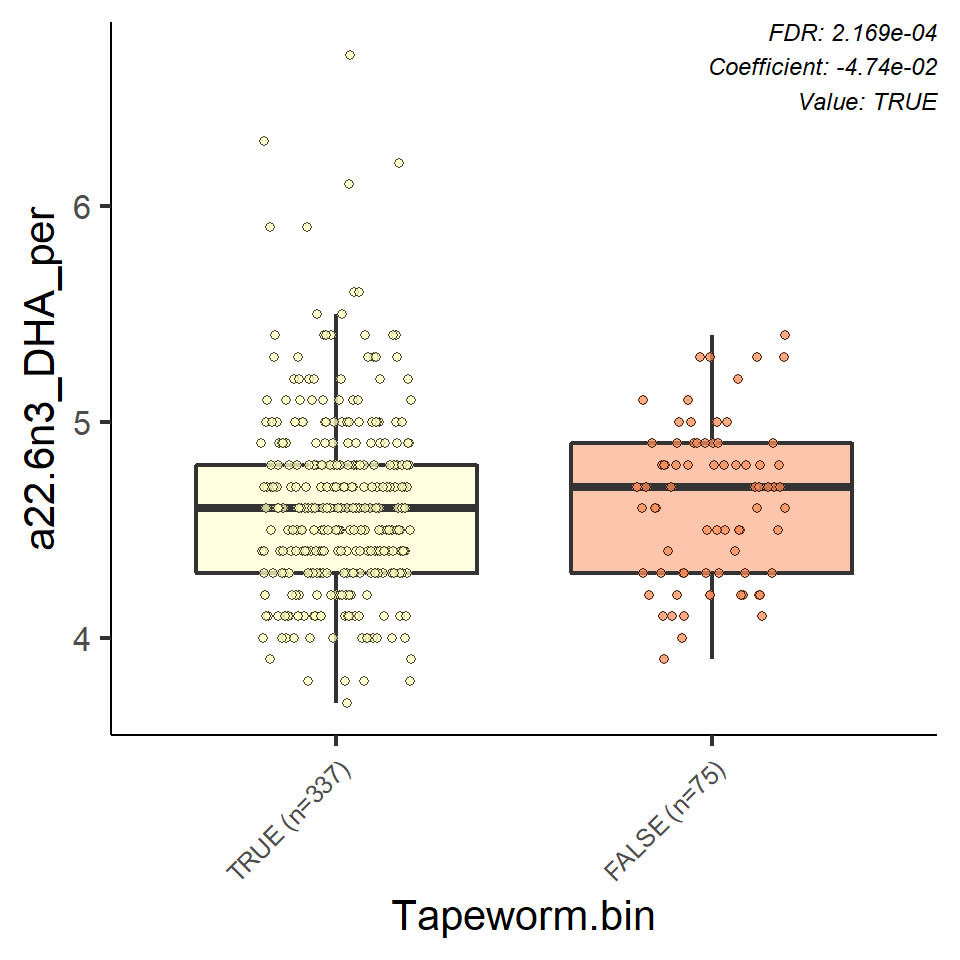 FDR: 2.169e-04
Coefficient: -4.74e-02
Value: TRUE
a22.6n3_DHA_per
6
5
4
TRUE (n=337)
FALSE (n=75)
Tapeworm.bin